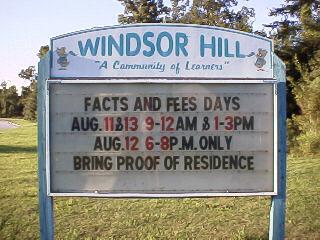 WINDSOR HILL
"A Community of Learners"
FACTS AND FEES DAYS
AUG. 11&13 9-12AM & 1-3PM
AUG.12 6-8P.M.ONLY
BRING PROOF OF RESIDENCE